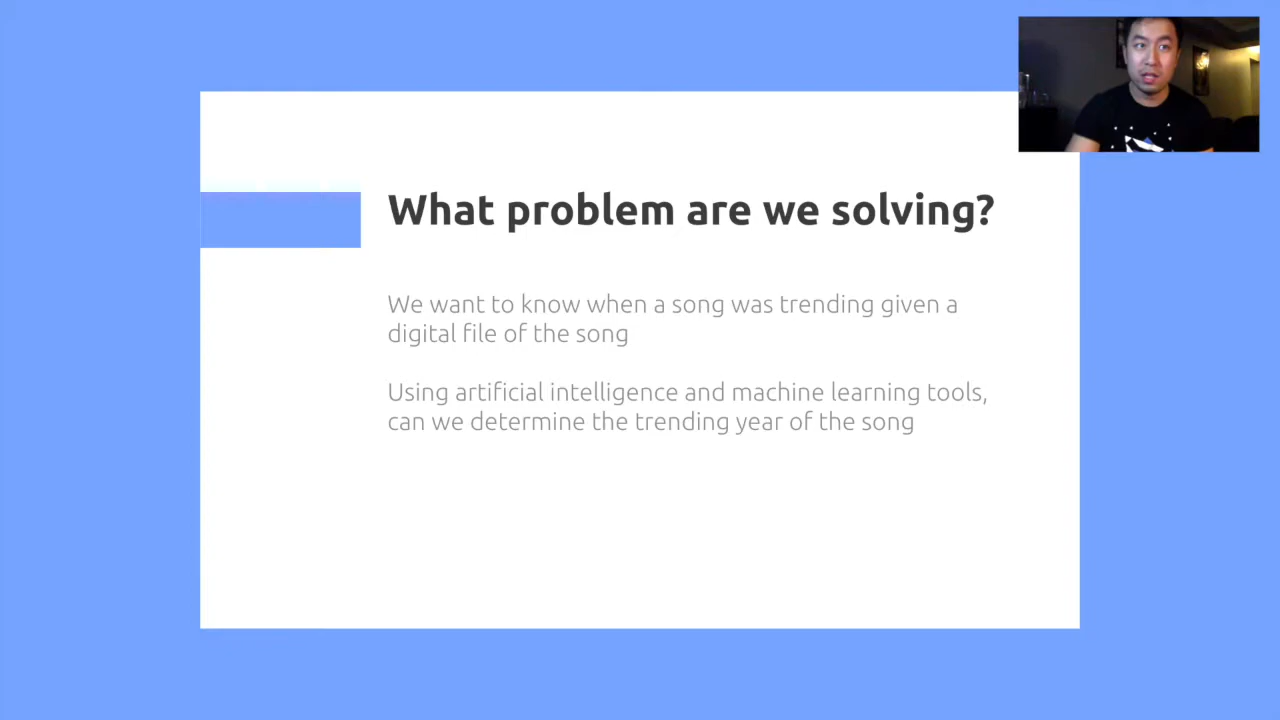 What problem are we solving?
We want to know when a song was trending given a
digital file of the song
Using artificial intelligence and machine learning tools,
can we determine the trending year of the song